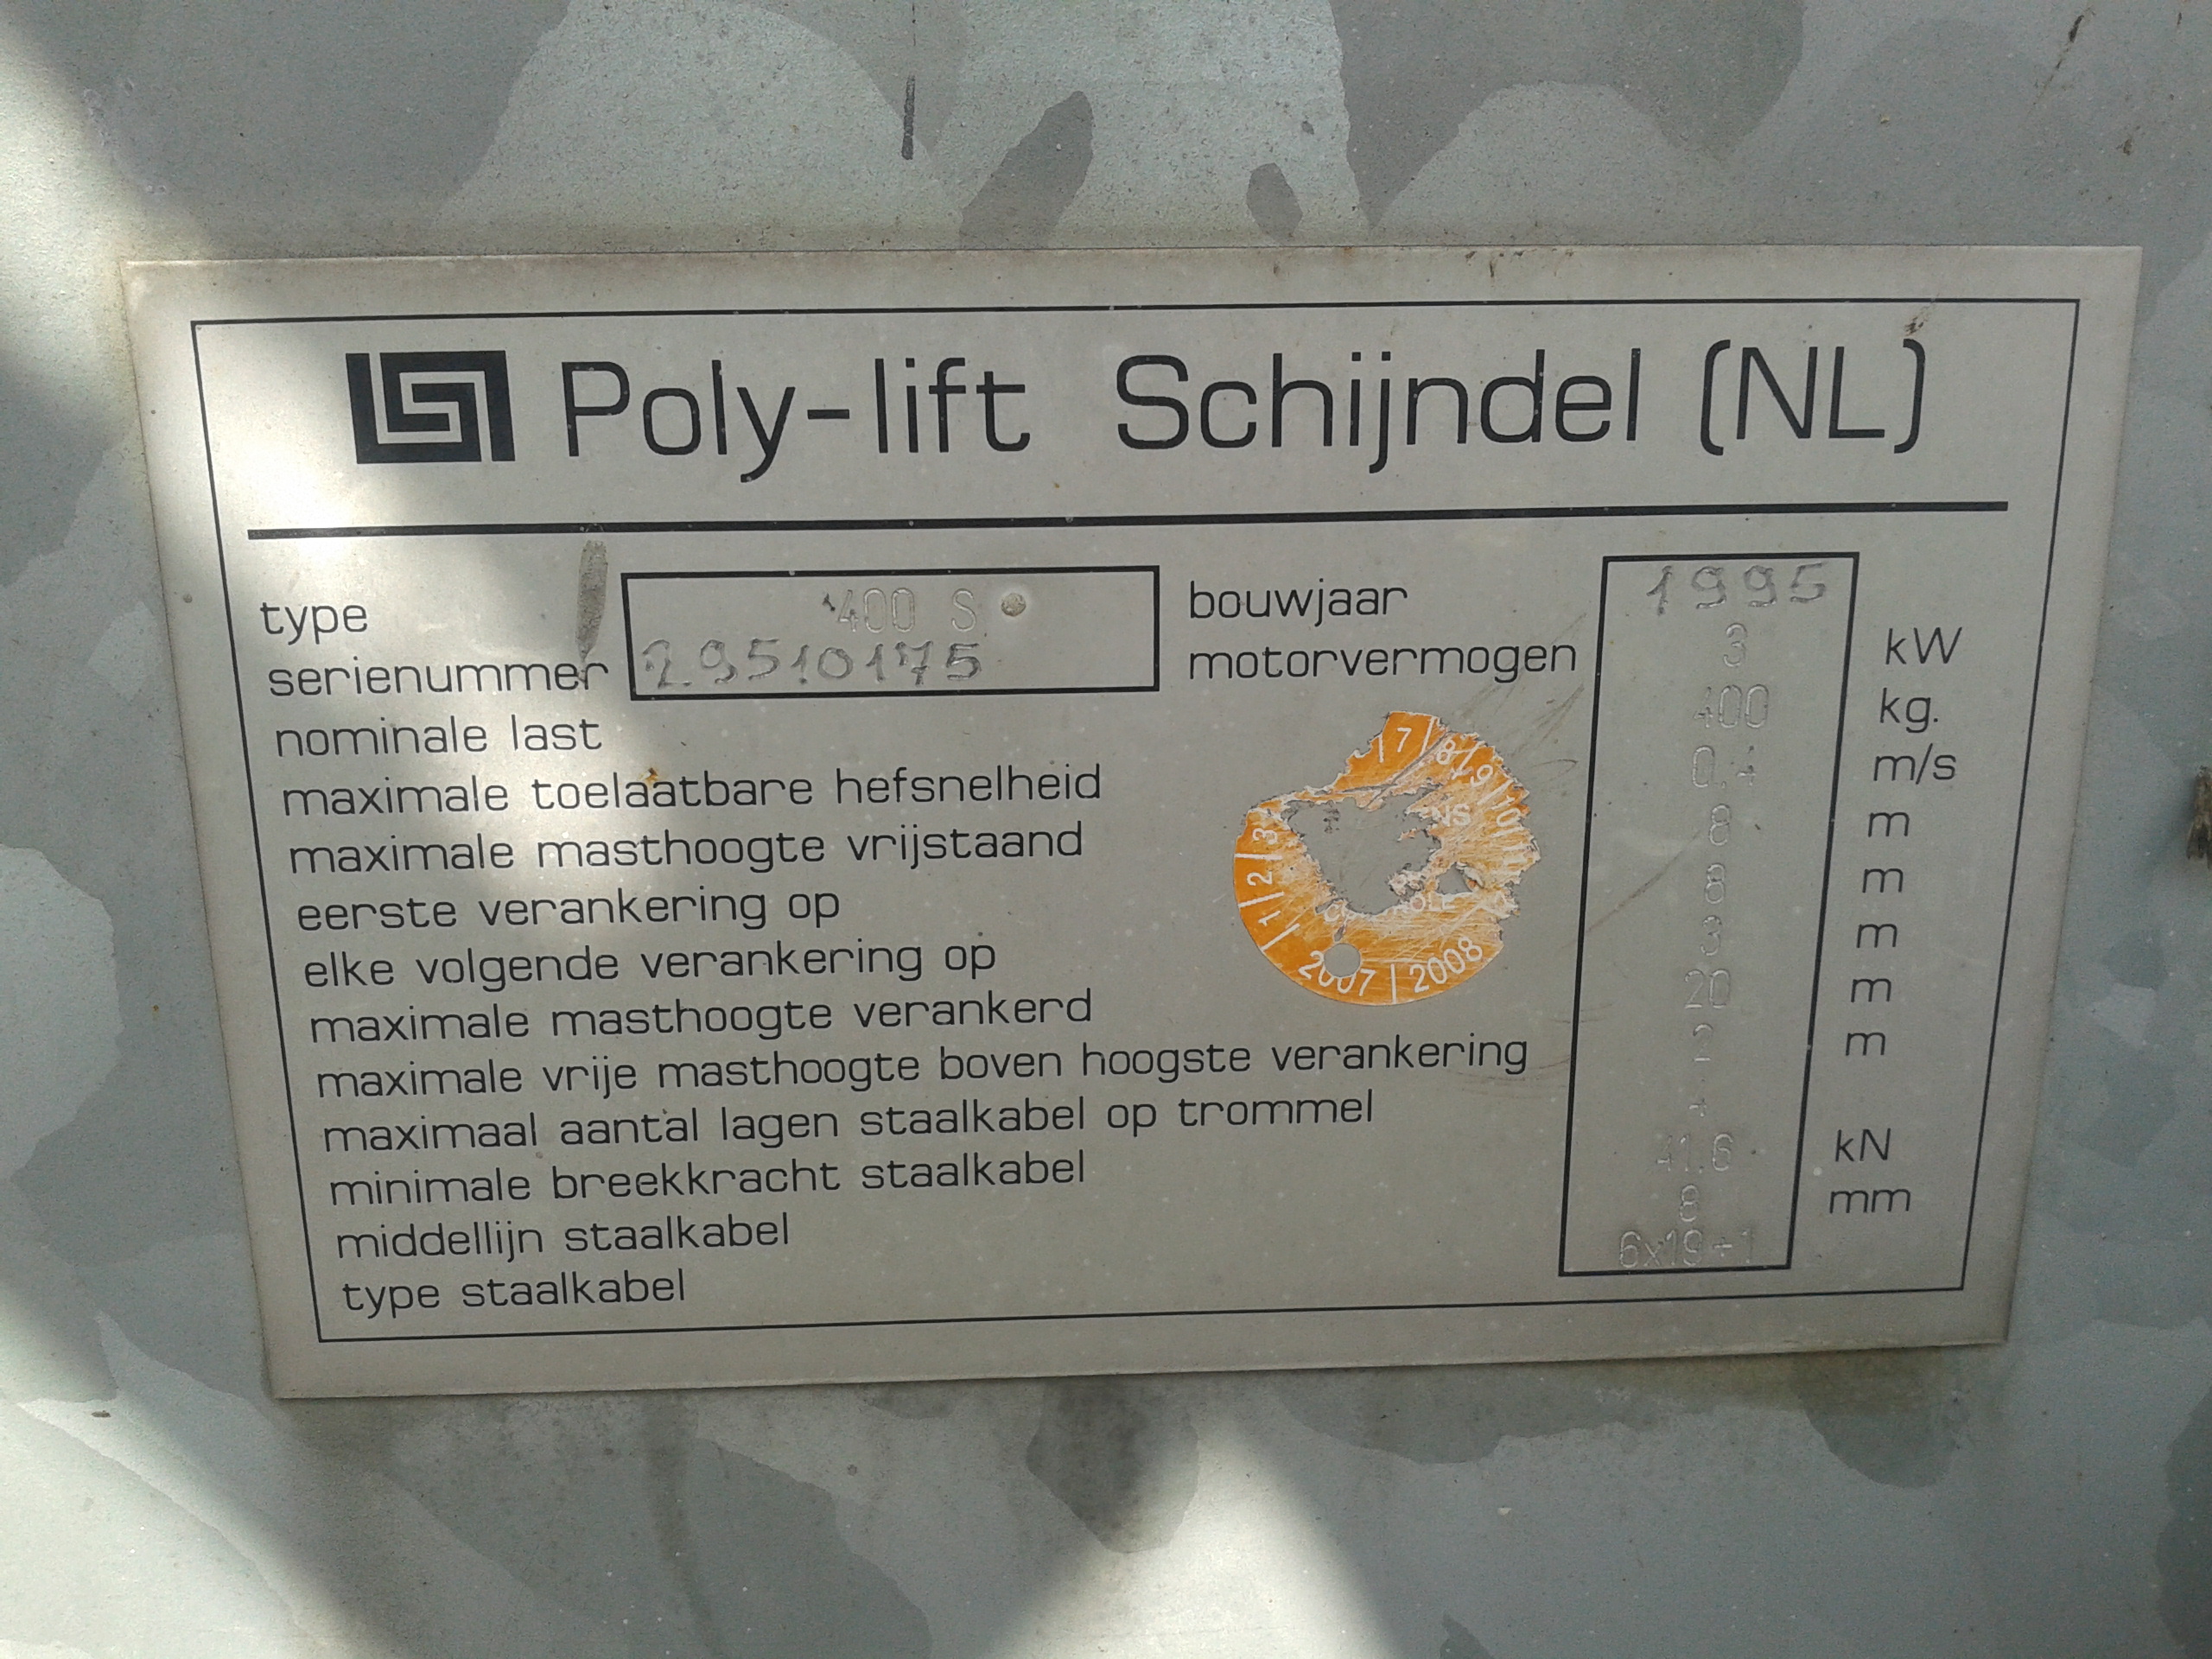 Poly-lift Schijndel (NL)
type 400 S
serienummer 29510175
bouwjaar 1995
motorvermogen 3 kW
nominale last 400 kg.
maximale toelaatbare hefsnelheid 0.4 m/s
maximale masthoogte vrijstaand 8 m
eerste verankering op 8 m
elke volgende verankering op m
maximale masthoogte verankerd 20 m
maximale vrije masthoogte boven hoogste verankering 2 m
maximaal aantal lagen staalkabel op trommel 4
minimale breekkracht staalkabel 41.6 kN
middellijn staalkabel 8 mm
type staalkabel 6x19+1
1 2 3
7 8 9 10 11
2007 2008